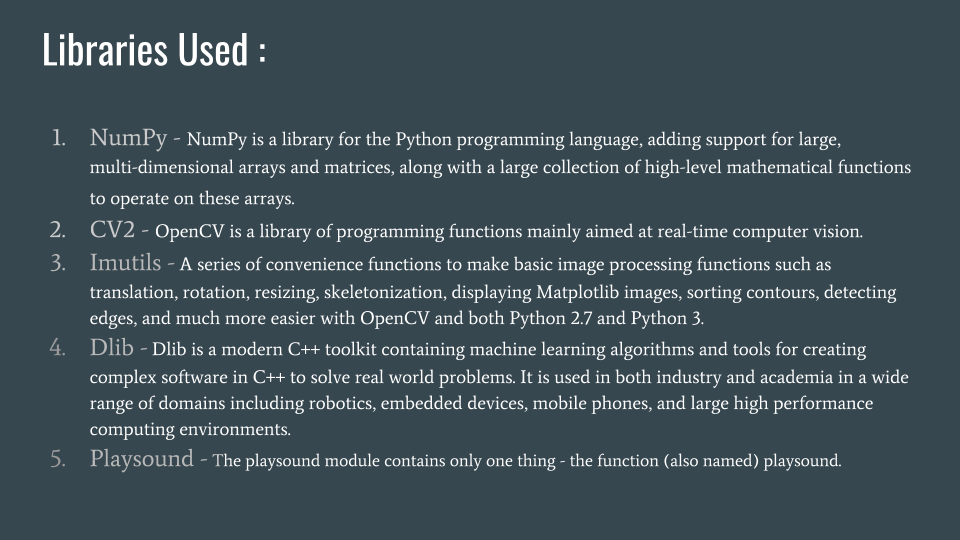 Libraries Used :
1. NumPy - NumPy is a library for the Python programming language, adding support for large,
multi-dimensional arrays and matrices, along with a large collection of high-level mathematical functions
to operate on these arrays.
2. CV2 - OpenCV is a library of programming functions mainly aimed at real-time computer vision.
3. Imutils - A series of convenience functions to make basic image processing functions such as
translation, rotation, resizing, skeletonization, displaying Matplotlib images, sorting contours, detecting
edges, and much more easier with OpenCV and both Python 2.7 and Python 3.
4. Dlib - Dlib is a modern C++ toolkit containing machine learning algorithms and tools for creating
complex software in C++ to solve real world problems. It is used in both industry and academia in a wide
range of domains including robotics, embedded devices, mobile phones, and large high performance
computing environments.
5. Playsound - The playsound module contains only one thing - the function (also named) playsound.